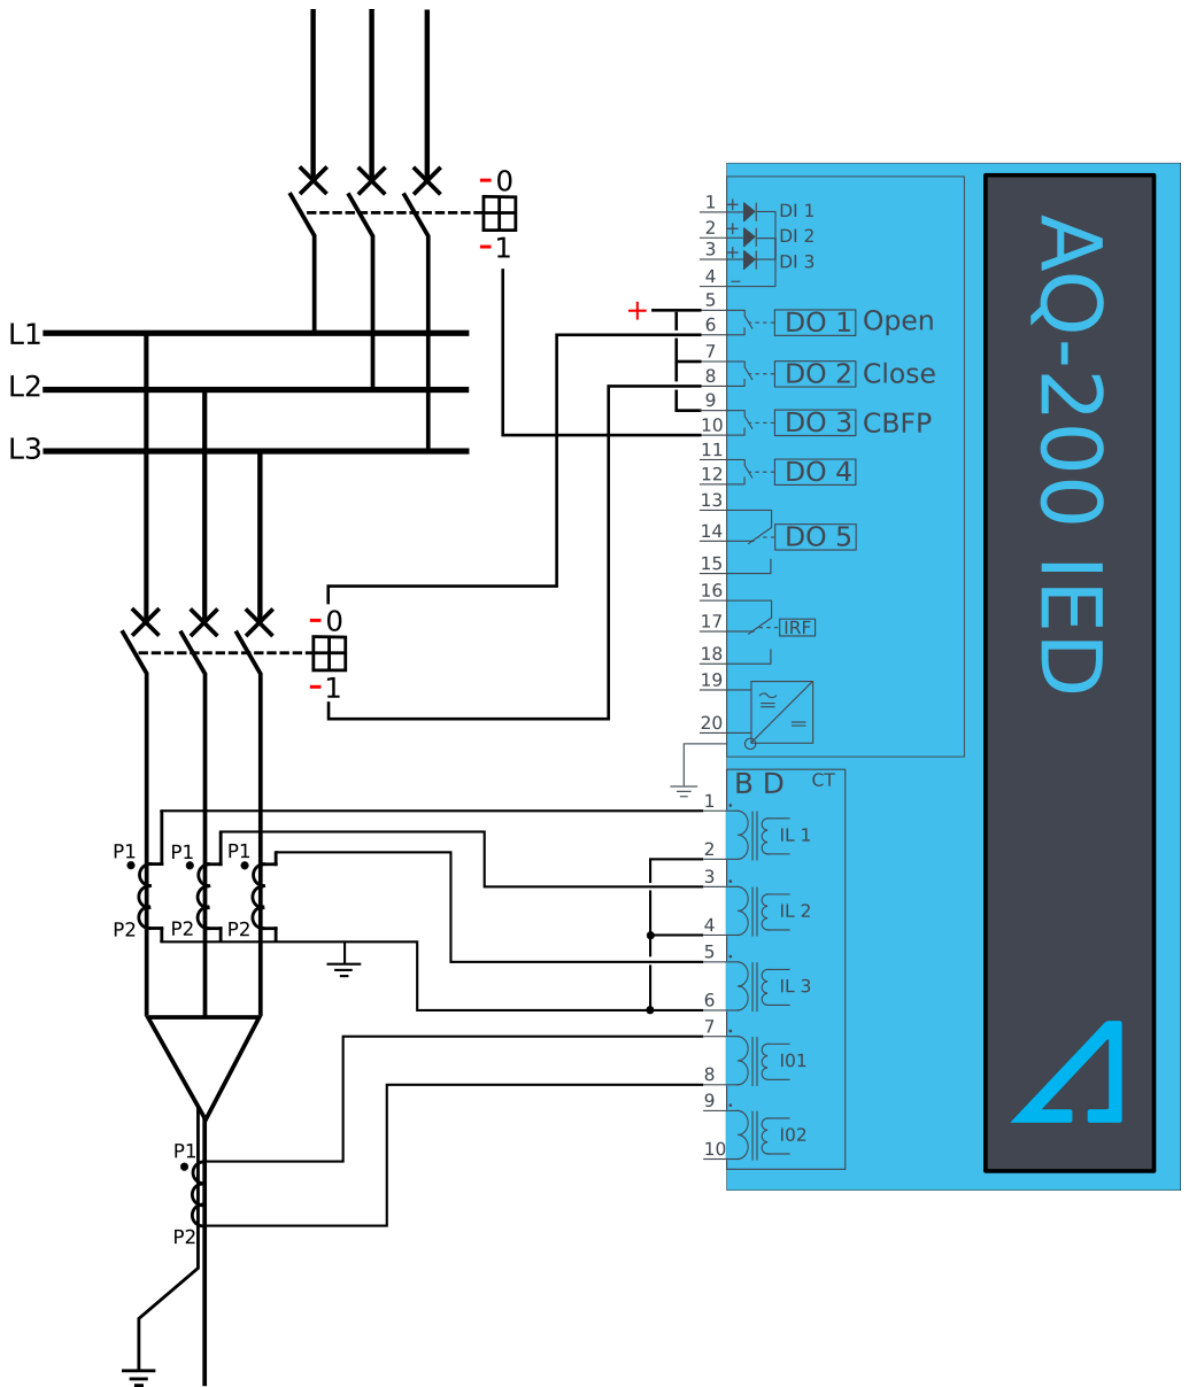 -0
-1
L1
L2
L3
-0
-1
P1
P1
P1
P2
P2
P2
P1
P2
1
+
DI 1
2
+
DI 2
3
+
DI 3
4
–
+
5
6
DO 1 Open
7
8
DO 2 Close
9
10
DO 3 CBFP
11
12
DO 4
13
14
DO 5
15
16
17
IRF
18
19
~
=
=
20
B D
CT
1
IL 1
2
3
IL 2
4
5
IL 3
6
7
I01
8
9
I02
10
AQ-200 IED